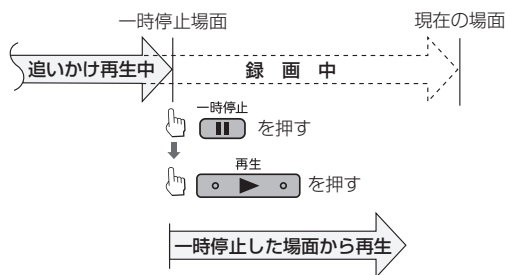 一時停止場面 現在の場面
追いかけ再生中 録画中
一時停止
を押す
再生
を押す
一時停止した場面から再生